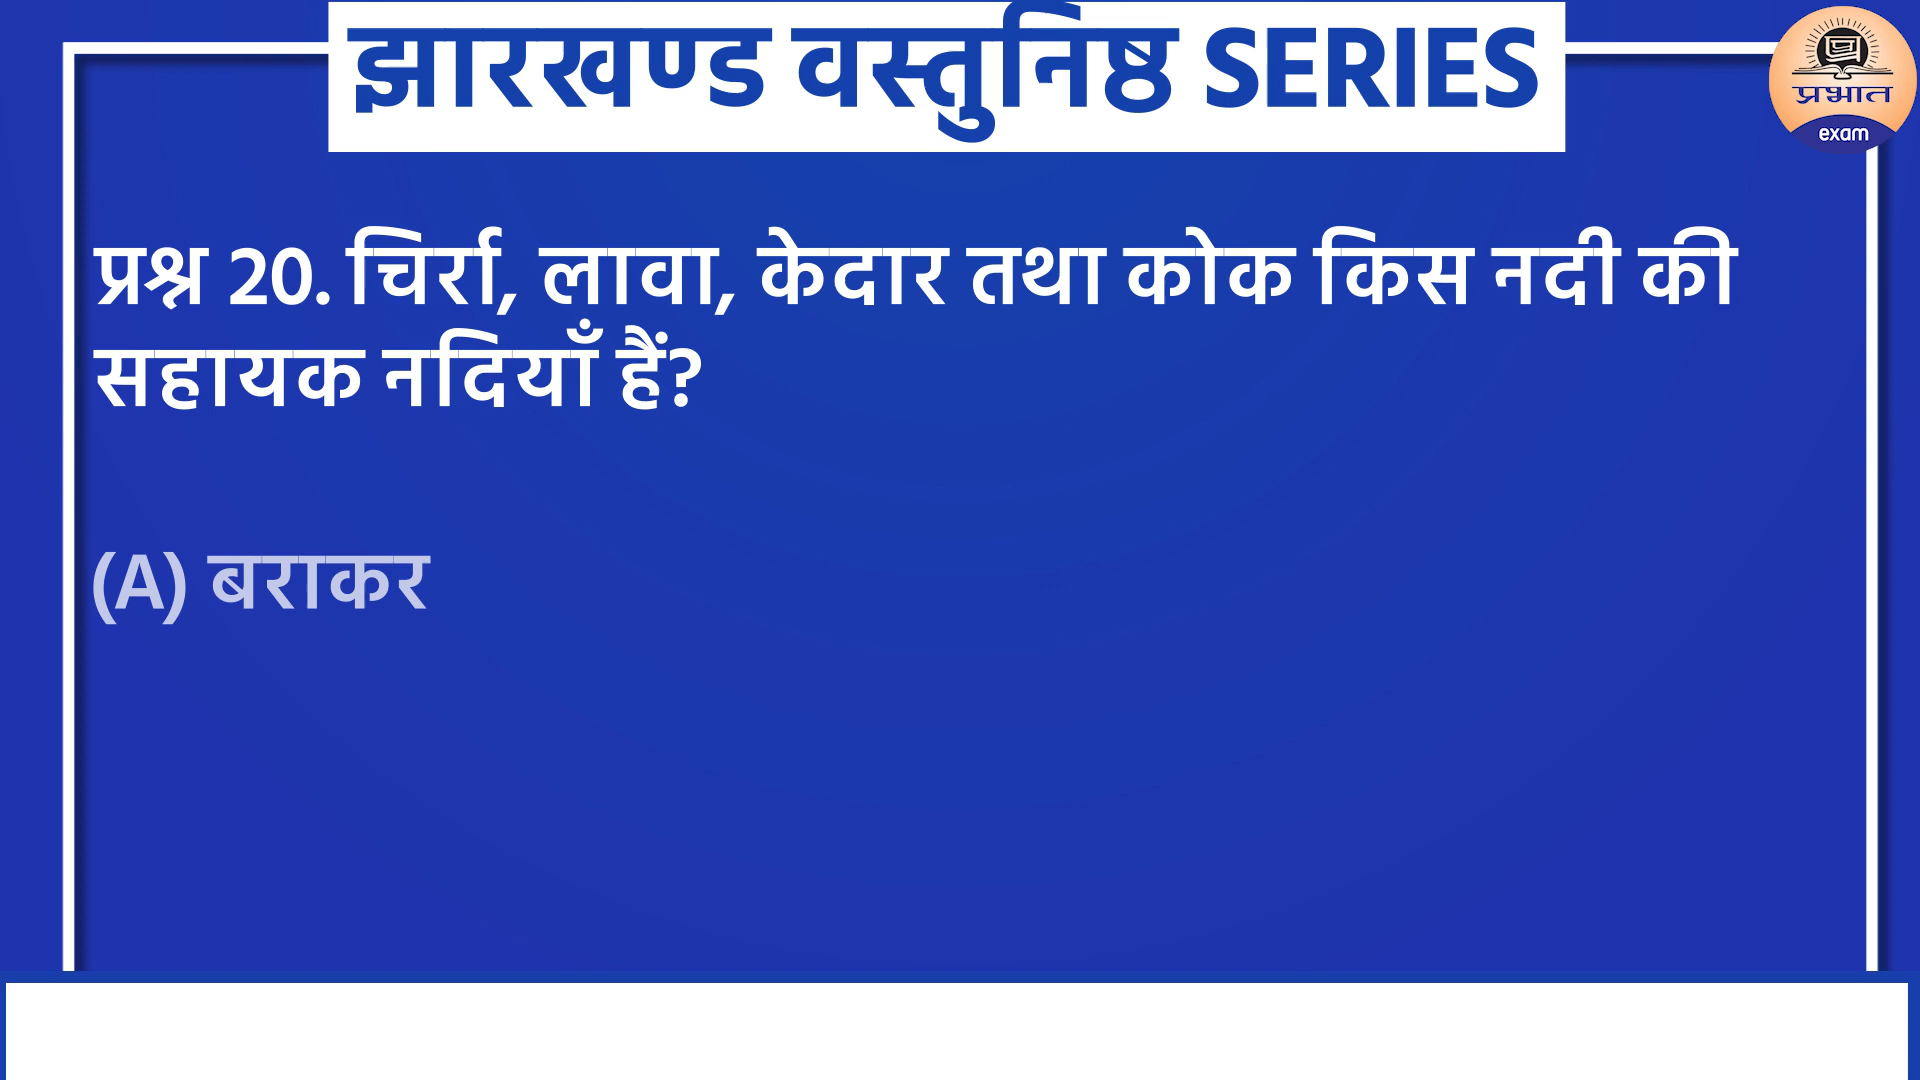 झारखण्ड वस्तुनिष्ठ SERIES
प्रभात
exam
प्रश्न 20. चिर्रा, लावा, केदार तथा कोक किस नदी की
सहायक नदियाँ हैं?
(A) बराकर